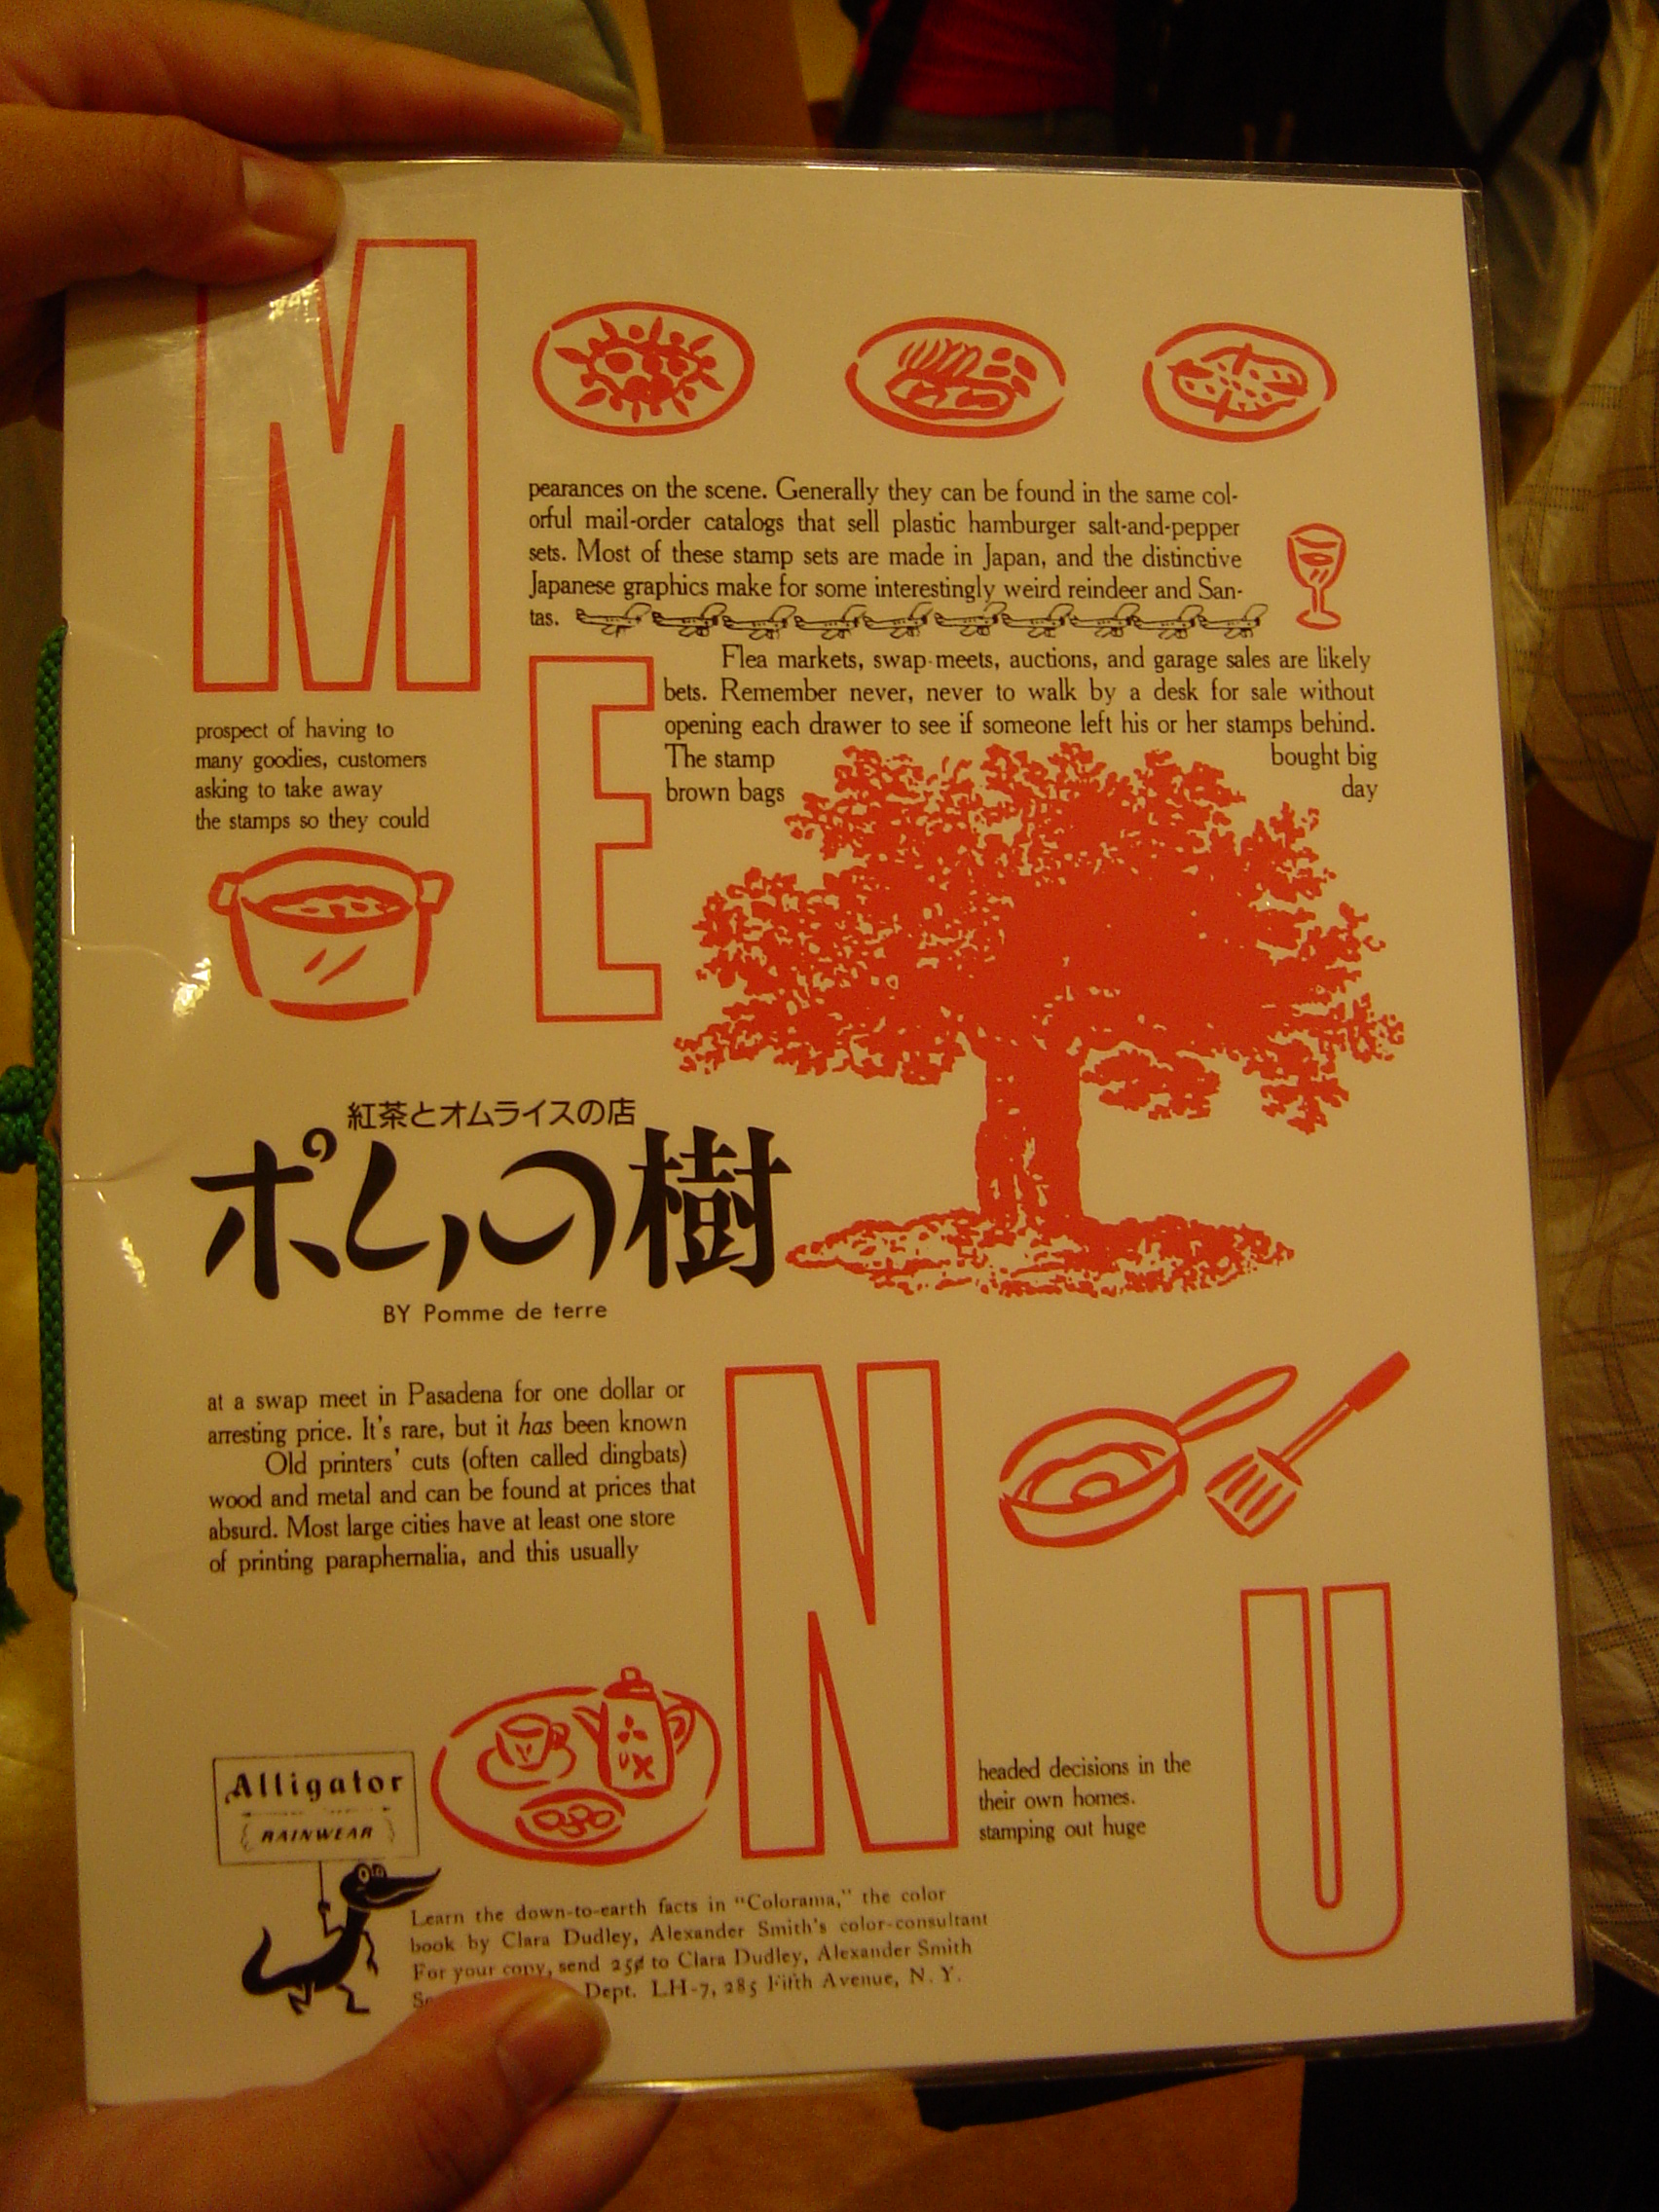 M
pearances on the scene. Generally they can be found in the same col-
orful mail-order catalogs that sell plastic hamburger salt-and-pepper
sets. Most of these stamp sets are made in Japan, and the distinctive
Japanese graphics make for some interestingly weird reindeer and San-
tas.
Flea markets, swap-meets, auctions, and garage sales are likely
bets. Remember never, never to walk by a desk for sale without
opening each drawer to see if someone left his or her stamps behind.
The stamp bought big
brown bags day
prospect of having to
many goodies, customers
asking to take away
the stamps so they could
E
紅茶とオムライスの店
ポムの樹
BY Pomme de terre
at a swap meet in Pasadena for one dollar or
arresting price. It's rare, but it has been known
Old printers' cuts (often called dingbats)
wood and metal and can be found at prices that
absurd. Most large cities have at least one store
of printing paraphernalia, and this usually
N
U
headed decisions in the
their own homes.
stamping out huge
Alligator
RAINWEAR
Learn the down-to-earth facts in "Colorama," the color
book by Clara Dudley, Alexander Smith's color-consultant
For your copy, send 25¢ to Clara Dudley, Alexander Smith
Dept. LH-7, 285 Fifth Avenue, N. Y.